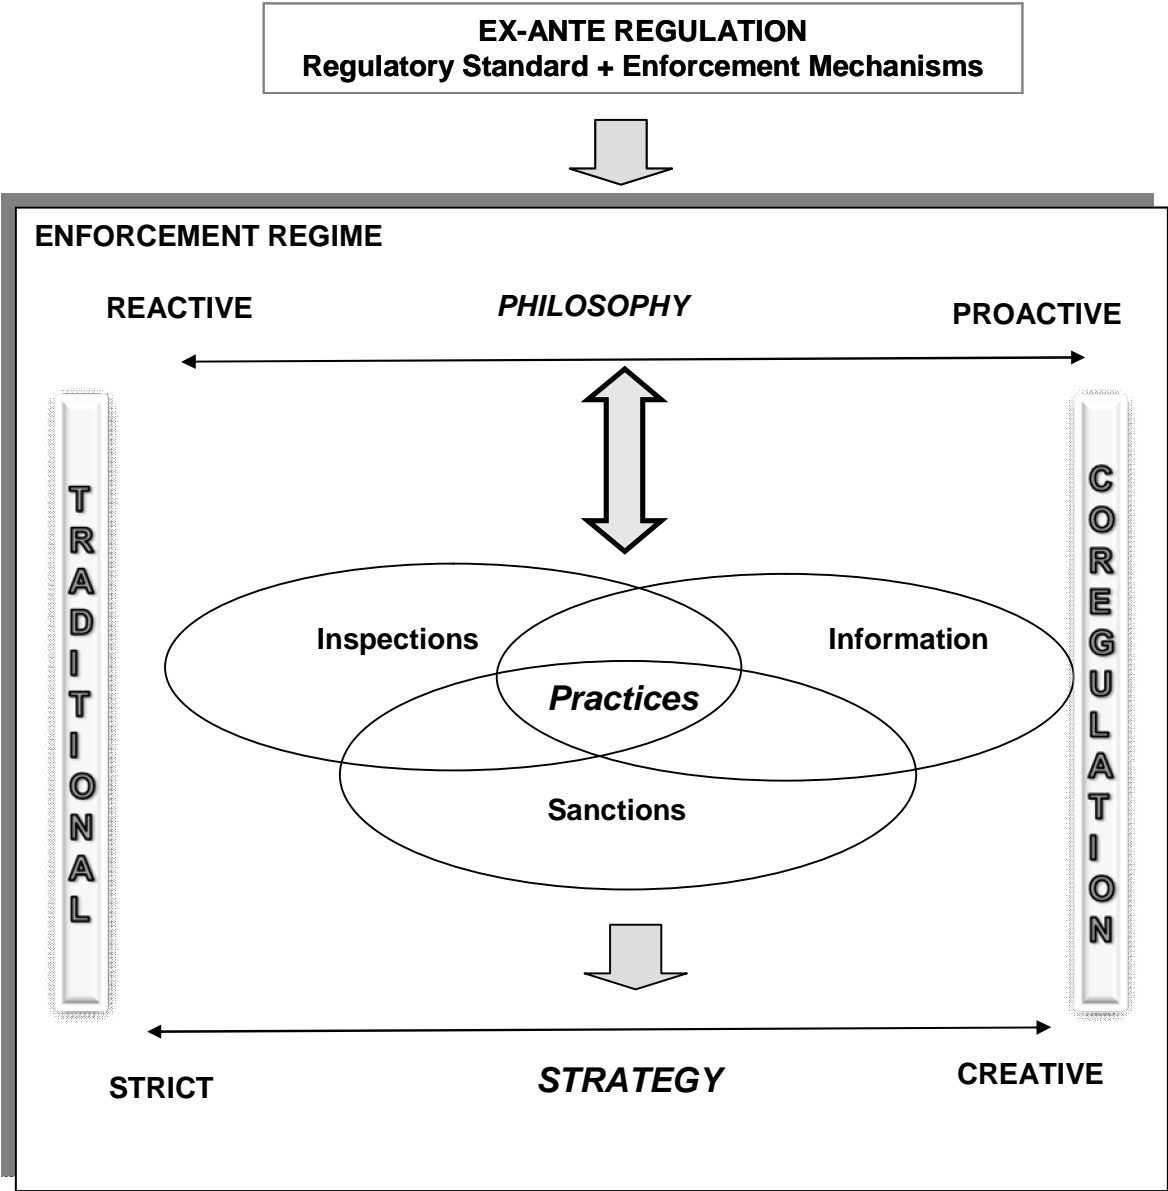 EX-ANTE REGULATION
Regulatory Standard + Enforcement Mechanisms
ENFORCEMENT REGIME
REACTIVE
PHILOSOPHY
PROACTIVE
TRADITIONAL
COREGULATION
Inspections
Information
Practices
Sanctions
STRICT
STRATEGY
CREATIVE